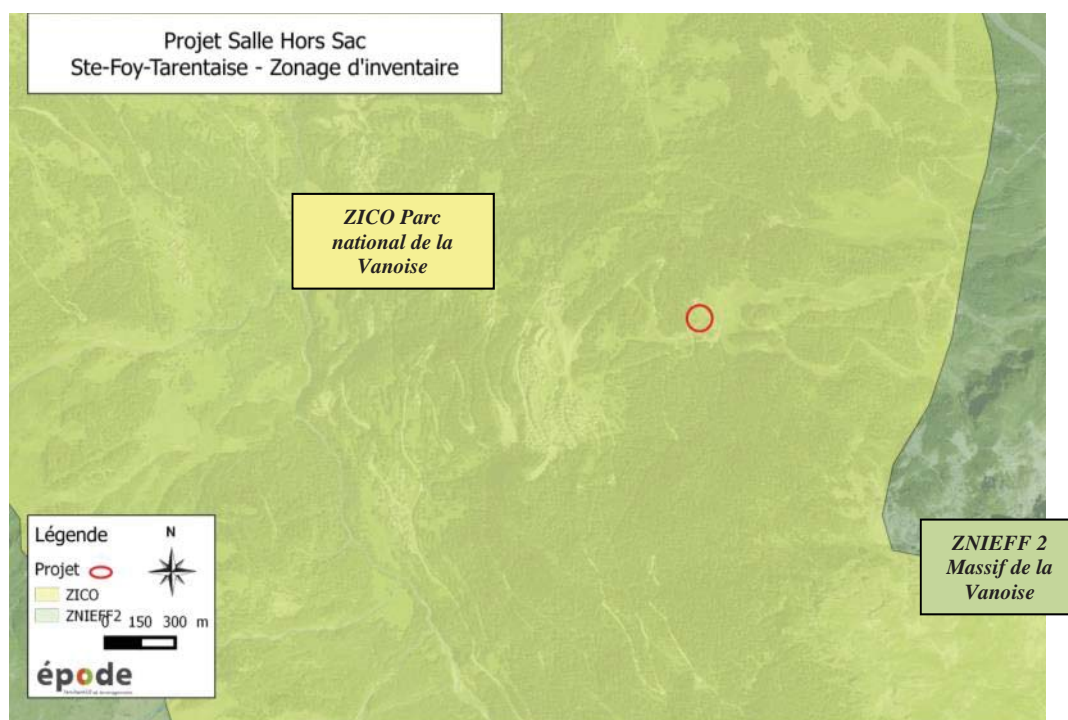 Projet Salle Hors Sac
Ste-Foy-Tarentaise - Zonage d'inventaire
ZICO Parc
national de la
Vanoise
ZNIEFF 2
Massif de la
Vanoise
Légende
N
Projet
ZICO
ZNIEFF2
0 150 300 m
épode